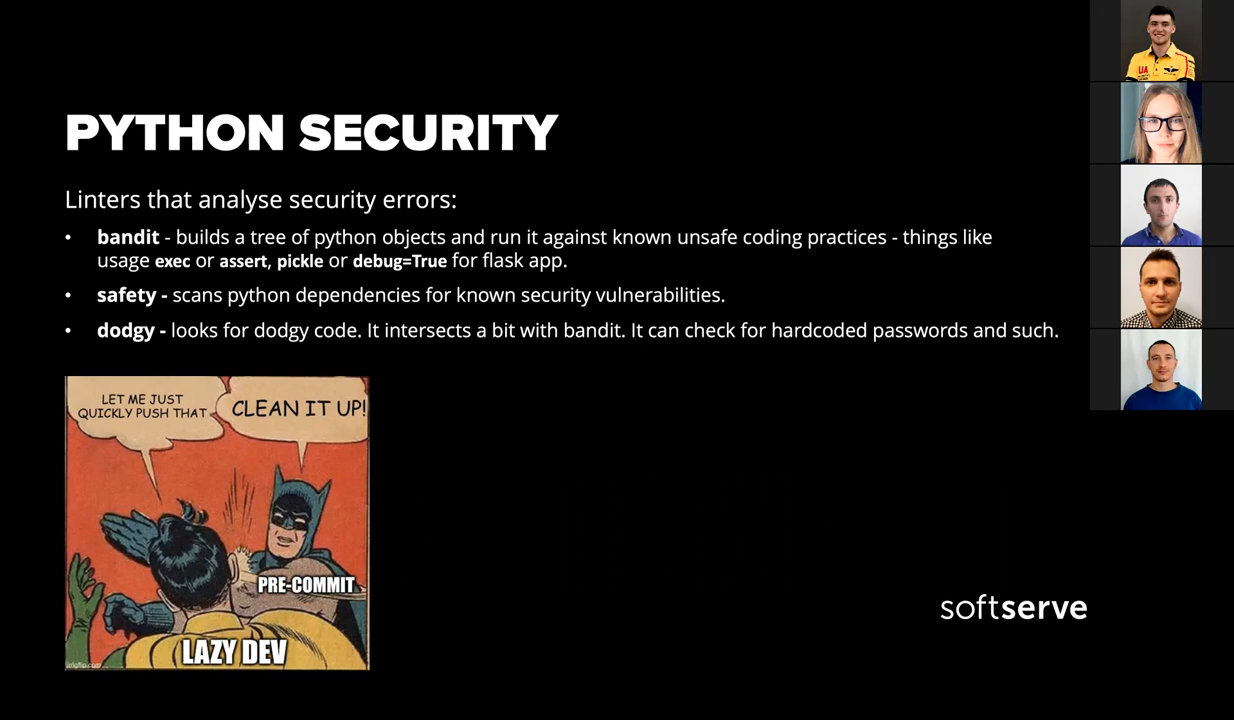 PYTHON SECURITY
Linters that analyse security errors:
• bandit - builds a tree of python objects and run it against known unsafe coding practices - things like
usage exec or assert, pickle or debug=True for flask app.
• safety - scans python dependencies for known security vulnerabilities.
• dodgy - looks for dodgy code. It intersects a bit with bandit. It can check for hardcoded passwords and such.
LET ME JUST
QUICKLY PUSH THAT
CLEAN IT UP!
PRE-COMMIT
LAZY DEV
imgflip.com
softserve
UA